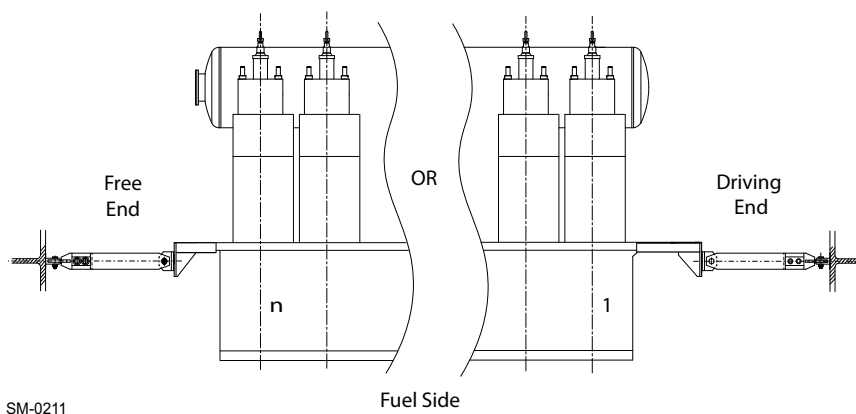 Free
End
OR
Driving
End
n
1
Fuel Side
SM-0211